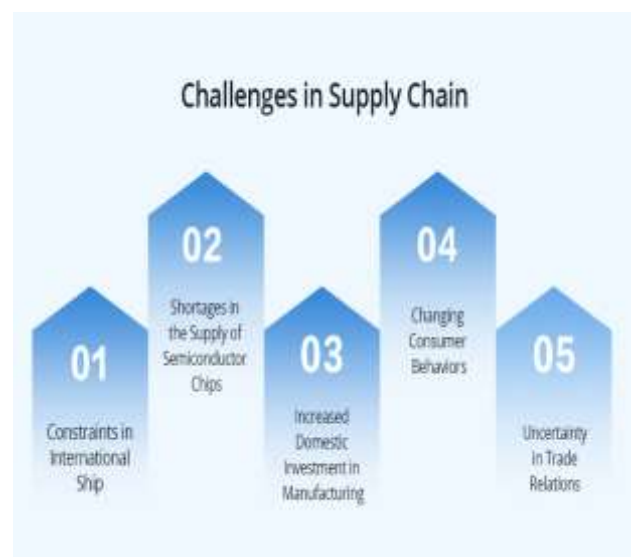 Challenges in Supply Chain
01
Constraints in
International
Ship
02
Shortages in
the Supply of
Semiconductor
Chips
03
Increased
Domestic
Investment in
Manufacturing
04
Changing
Consumer
Behaviors
05
Uncertainty
in Trade
Relations